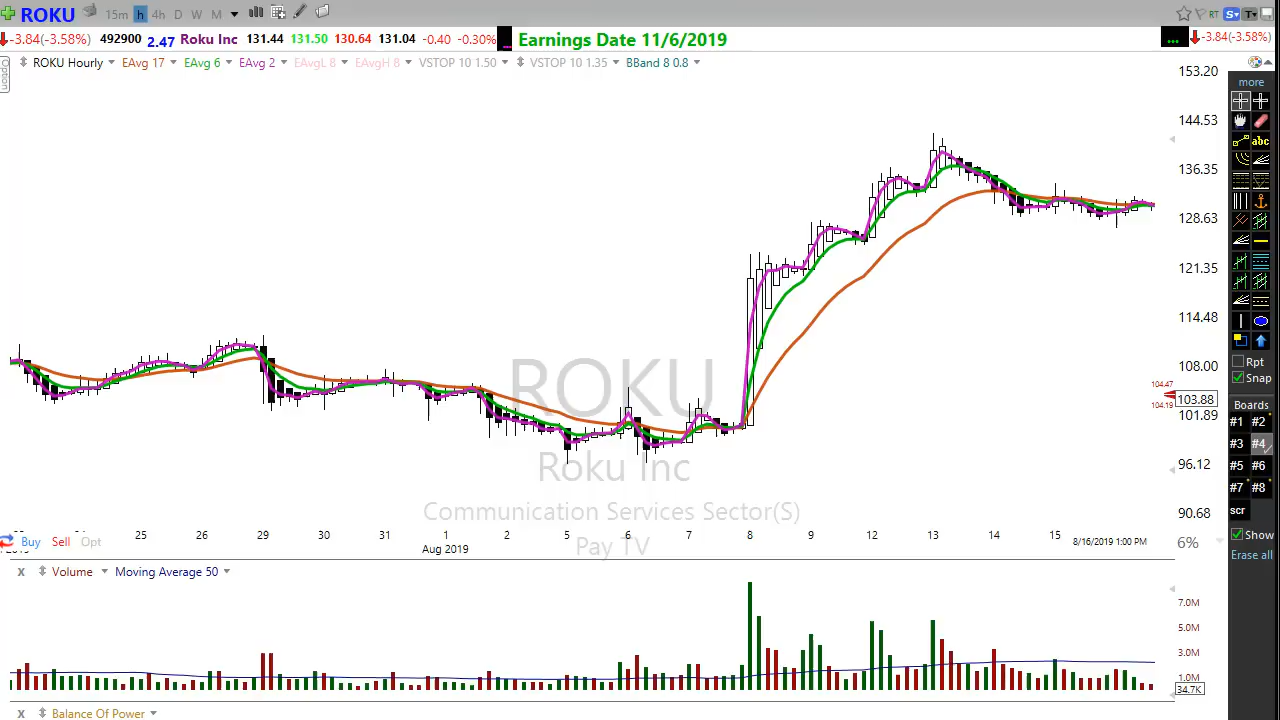 ROKU 15m h 4h D W M RT S T
-3.84(-3.58%) 492900 2.47 Roku Inc 131.44 131.50 130.64 131.04 -0.40 -0.30% ... Earnings Date 11/6/2019 ... -3.84(-3.58%)
Option
ROKU Hourly EAvg 17 EAvg 6 EAvg 2 EAvgL 8 EAvgH 8 VSTOP 10 1.50 VSTOP 10 1.35 BBand 8 0.8
153.20
144.53
136.35
128.63
121.35
114.48
108.00
104.47
103.88
104.19
101.89
96.12
90.68
6%
ROKU
Roku Inc
Communication Services Sector(S)
Pay TV
25 26 29 30 31 1 2 5 6 7 8 9 12 13 14 15 8/16/2019 1:00 PM
Aug 2019
Buy Sell Opt
x Volume Moving Average 50
7.0M
5.0M
3.0M
1.0M
34.7K
x Balance Of Power
more
abc
Rpt
Snap
Boards
#1 #2
#3 #4
#5 #6
#7 #8
scr
Show
Erase all